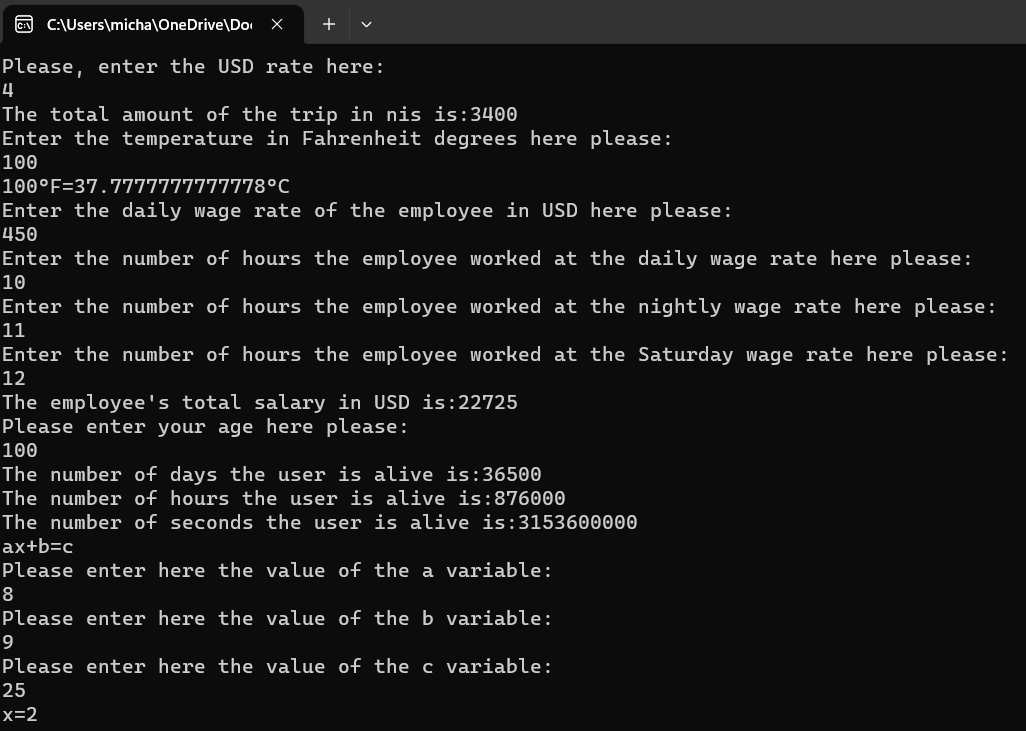 C:\Users\micha\OneDrive\Do
Please, enter the USD rate here:
4
The total amount of the trip in nis is:3400
Enter the temperature in Fahrenheit degrees here please:
100
100°F=37.7777777777778°C
Enter the daily wage rate of the employee in USD here please:
450
Enter the number of hours the employee worked at the daily wage rate here please:
10
Enter the number of hours the employee worked at the nightly wage rate here please:
11
Enter the number of hours the employee worked at the Saturday wage rate here please:
12
The employee's total salary in USD is:22725
Please enter your age here please:
100
The number of days the user is alive is:36500
The number of hours the user is alive is:876000
The number of seconds the user is alive is:3153600000
ax+b=c
Please enter here the value of the a variable:
8
Please enter here the value of the b variable:
9
Please enter here the value of the c variable:
25
x=2